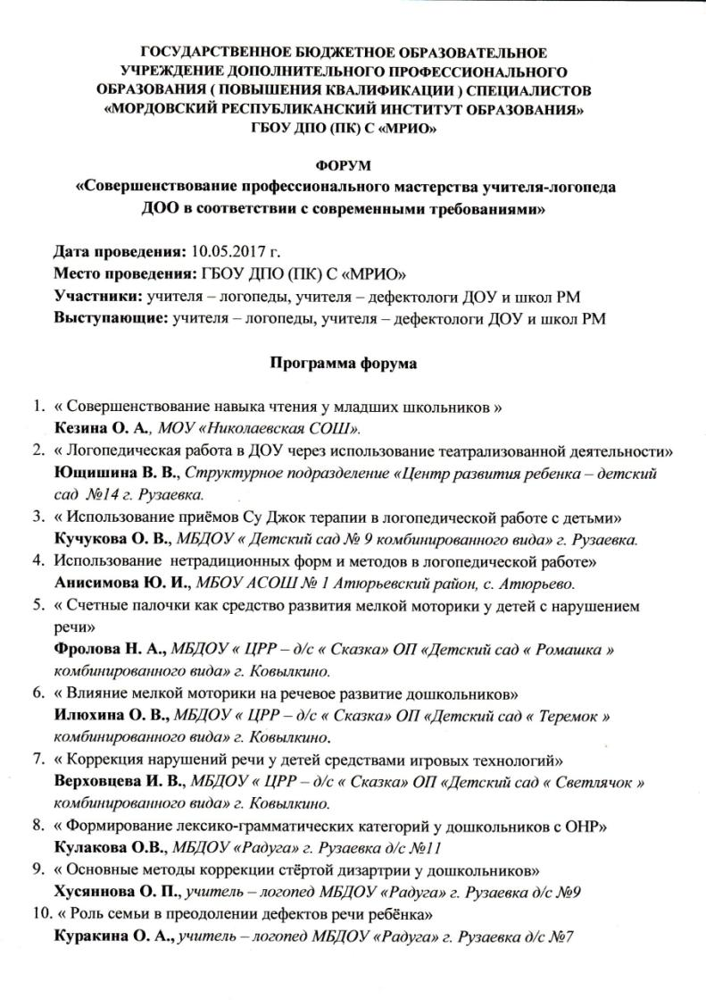 ГОСУДАРСТВЕННОЕ БЮДЖЕТНОЕ ОБРАЗОВАТЕЛЬНОЕ
УЧРЕЖДЕНИЕ ДОПОЛНИТЕЛЬНОГО ПРОФЕССИОНАЛЬНОГО
ОБРАЗОВАНИЯ ( ПОВЫШЕНИЯ КВАЛИФИКАЦИИ ) СПЕЦИАЛИСТОВ
«МОРДОВСКИЙ РЕСПУБЛИКАНСКИЙ ИНСТИТУТ ОБРАЗОВАНИЯ»
ГБОУ ДПО (ПК) С «МРИО»
ФОРУМ
«Совершенствование профессионального мастерства учителя-логопеда
ДОО в соответствии с современными требованиями»
Дата проведения: 10.05.2017 г.
Место проведения: ГБОУ ДПО (ПК) С «МРИО»
Участники: учителя – логопеды, учителя – дефектологи ДОУ и школ РМ
Выступающие: учителя – логопеды, учителя – дефектологи ДОУ и школ РМ
Программа форума
1. « Совершенствование навыка чтения у младших школьников »
Кезина О. А., МОУ «Николаевская СОШ».
2. « Логопедическая работа в ДОУ через использование театрализованной деятельности»
Ющишина В. В., Структурное подразделение «Центр развития ребенка – детский
сад №14 г. Рузаевка.
3. « Использование приёмов Су Джок терапии в логопедической работе с детьми»
Кучукова О. В., МБДОУ « Детский сад № 9 комбинированного вида» г. Рузаевка.
4. Использование нетрадиционных форм и методов в логопедической работе»
Анисимова Ю. И., МБОУ АСОШ № 1 Атюрьевский район, с. Атюрьево.
5. « Счетные палочки как средство развития мелкой моторики у детей с нарушением
речи»
Фролова Н. А., МБДОУ « ЦРР – д/с « Сказка» ОП «Детский сад « Ромашка »
комбинированного вида» г. Ковылкино.
6. « Влияние мелкой моторики на речевое развитие дошкольников»
Илюхина О. В., МБДОУ « ЦРР – д/с « Сказка» ОП «Детский сад « Теремок »
комбинированного вида» г. Ковылкино.
7. « Коррекция нарушений речи у детей средствами игровых технологий»
Верховцева И. В., МБДОУ « ЦРР – д/с « Сказка» ОП «Детский сад « Светлячок »
комбинированного вида» г. Ковылкино.
8. « Формирование лексико-грамматических категорий у дошкольников с ОНР»
Кулакова О.В., МБДОУ «Радуга» г. Рузаевка д/с №11
9. « Основные методы коррекции стёртой дизартрии у дошкольников»
Хусяннова О. П., учитель – логопед МБДОУ «Радуга» г. Рузаевка д/с №9
10. « Роль семьи в преодолении дефектов речи ребёнка»
Куракина О. А., учитель – логопед МБДОУ «Радуга» г. Рузаевка д/с №7